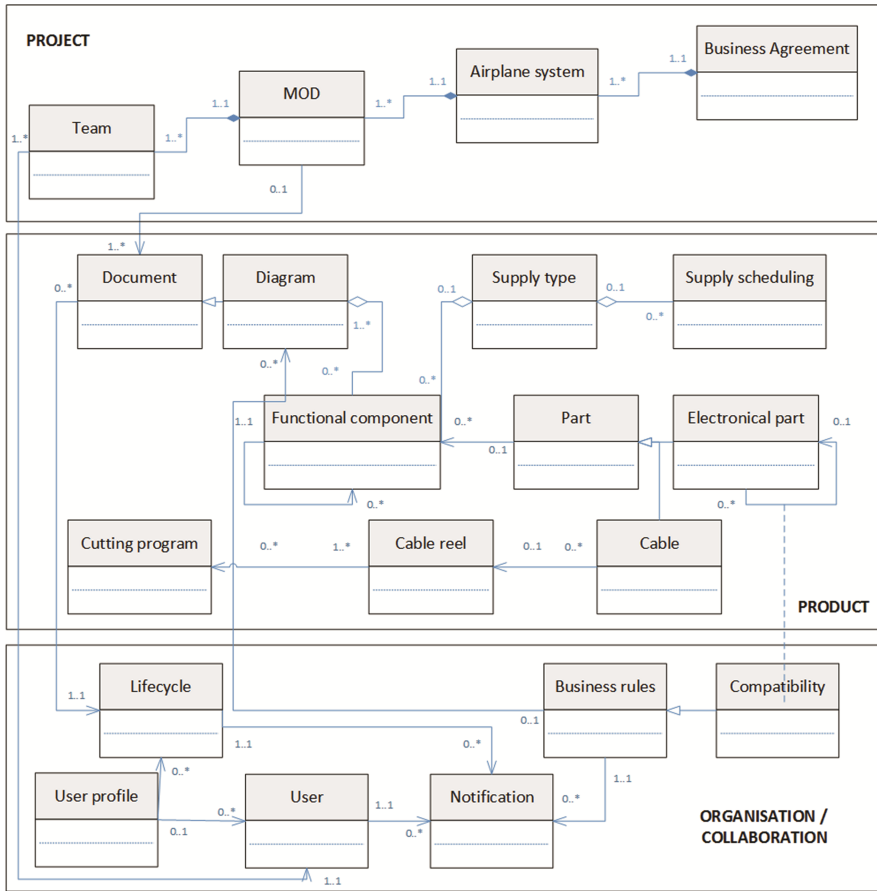 PROJECT
Business Agreement
1..1
Airplane system
1..1
1..*
MOD
1..1
1..*
Team
1..*
1..*
0..1
1..*
Document
Diagram
Supply type
Supply scheduling
0..*
0..1
0..1
1..*
0..*
0..*
0..*
0..*
1..1
Functional component
0..*
Part
Electronical part
0..1
0..1
0..*
0..*
Cutting program
0..*
1..*
Cable reel
0..1
0..*
Cable
PRODUCT
Lifecycle
Business rules
Compatibility
1..1
0..1
1..1
0..*
1..1
0..*
User profile
0..*
User
1..1
Notification
0..*
0..1
0..*
ORGANISATION /
COLLABORATION
1..1